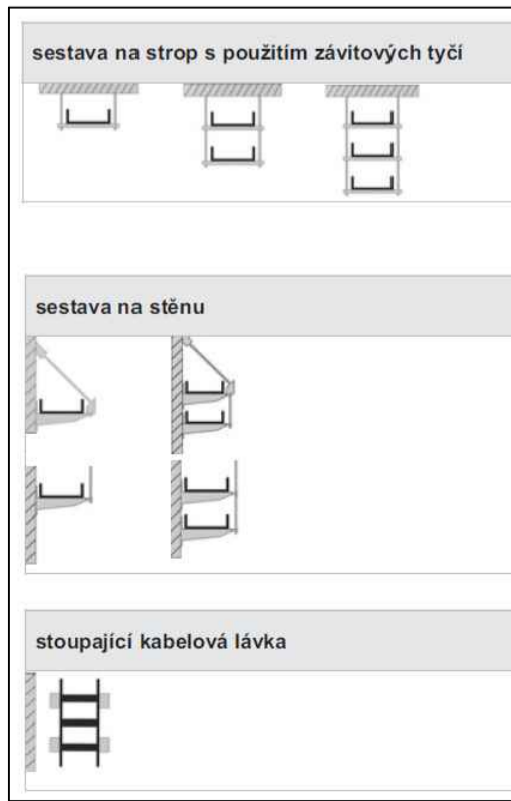 sestava na strop s použitím závitových tyčí
sestava na stěnu
stoupající kabelová lávka